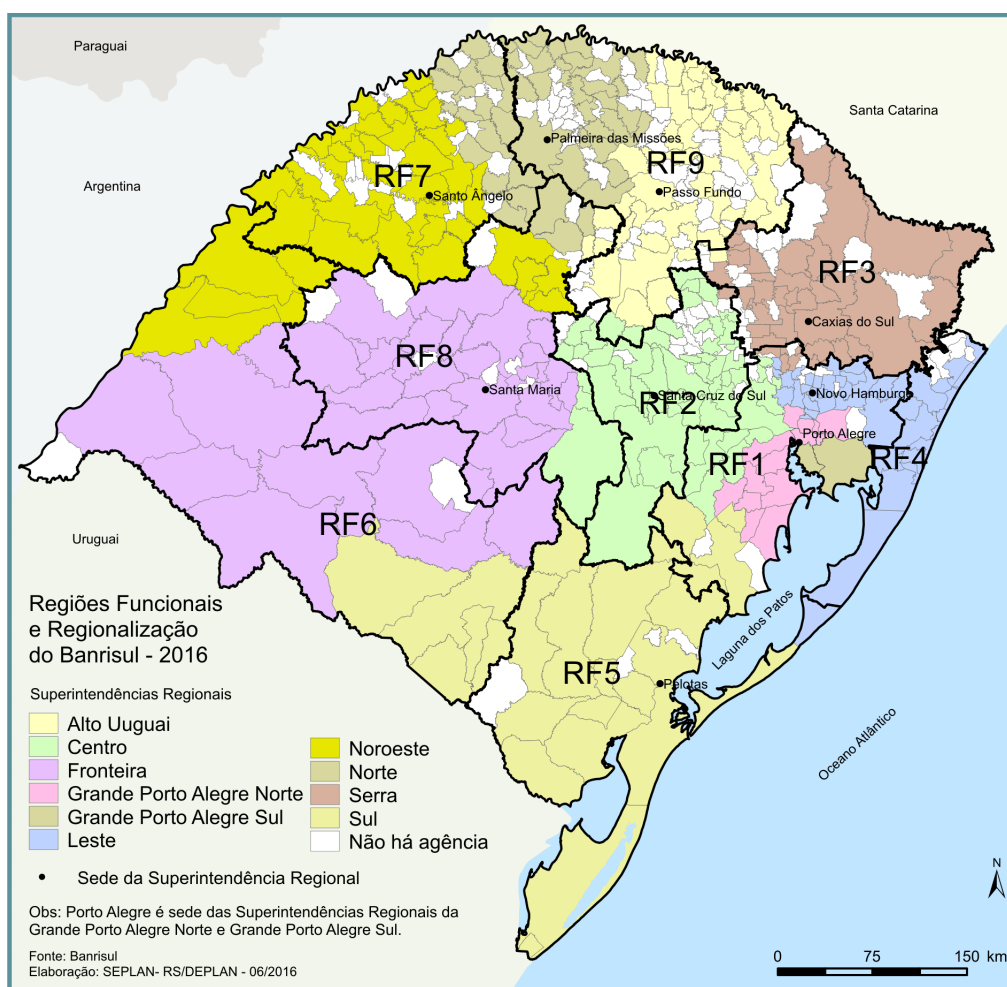 Paraguai
Santa Catarina
Argentina
Palmeira das Missões
RF9
RF7
Santo Ângelo
Passo Fundo
RF3
Caxias do Sul
RF8
Santa Maria
RF2
Santa Cruz do Sul
Novo Hamburgo
Porto Alegre
RF1
RF4
RF6
Uruguai
Laguna dos Patos
RF5
Pelotas
Oceano Atlântico
Regiões Funcionais
e Regionalização
do Banrisul - 2016
Superintendências Regionais
Alto Uuguai
Centro
Fronteira
Grande Porto Alegre Norte
Grande Porto Alegre Sul
Leste
Noroeste
Norte
Serra
Sul
Não há agência
Sede da Superintendência Regional
Obs: Porto Alegre é sede das Superintendências Regionais da
Grande Porto Alegre Norte e Grande Porto Alegre Sul.
Fonte: Banrisul
Elaboração: SEPLAN- RS/DEPLAN - 06/2016
N
0 75 150 km